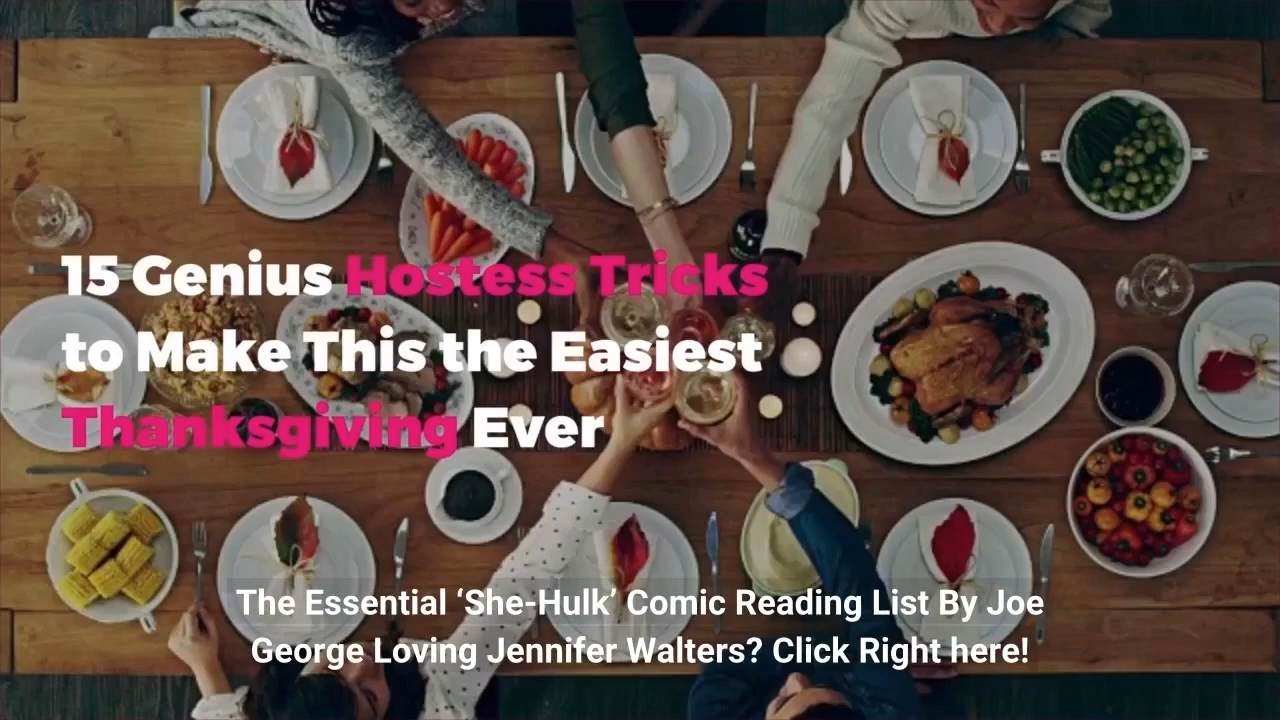 15 Genius Hostess Tricks
to Make This the Easiest
Thanksgiving Ever
The Essential ‘She-Hulk’ Comic Reading List By Joe
George Loving Jennifer Walters? Click Right here!